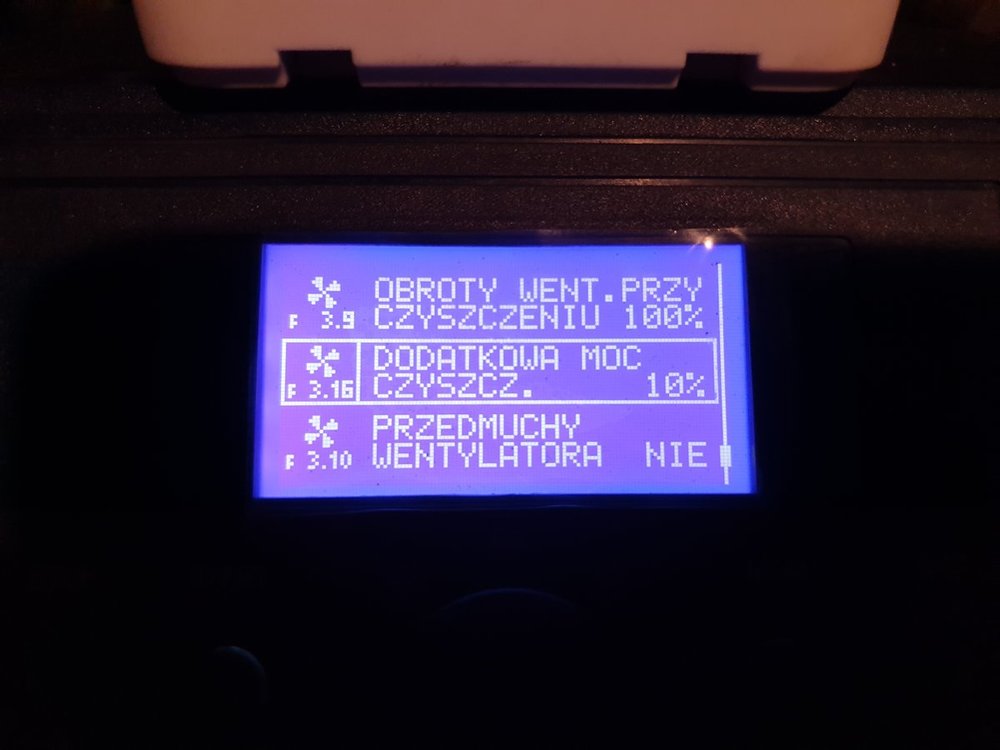 OBROTY WENT.PRZY
F 3.9 CZYSZCZENIU 100%
DODATKOWA MOC
F 3.16 CZYSZCZ. 10%
PRZEDMUCHY
F 3.10 WENTYLATORA NIE